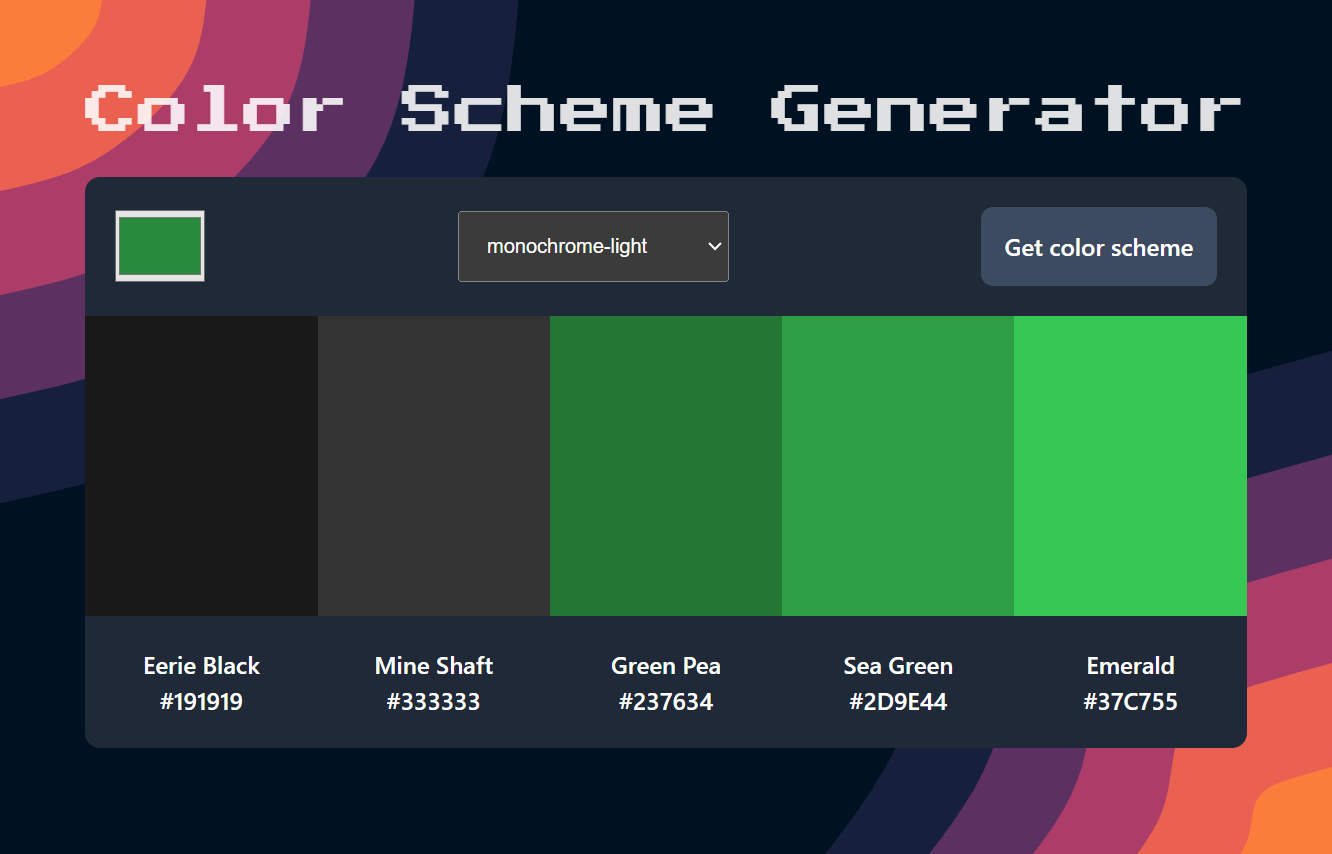 Color Scheme Generator
monochrome-light
Get color scheme
Eerie Black
#191919
Mine Shaft
#333333
Green Pea
#237634
Sea Green
#2D9E44
Emerald
#37C755